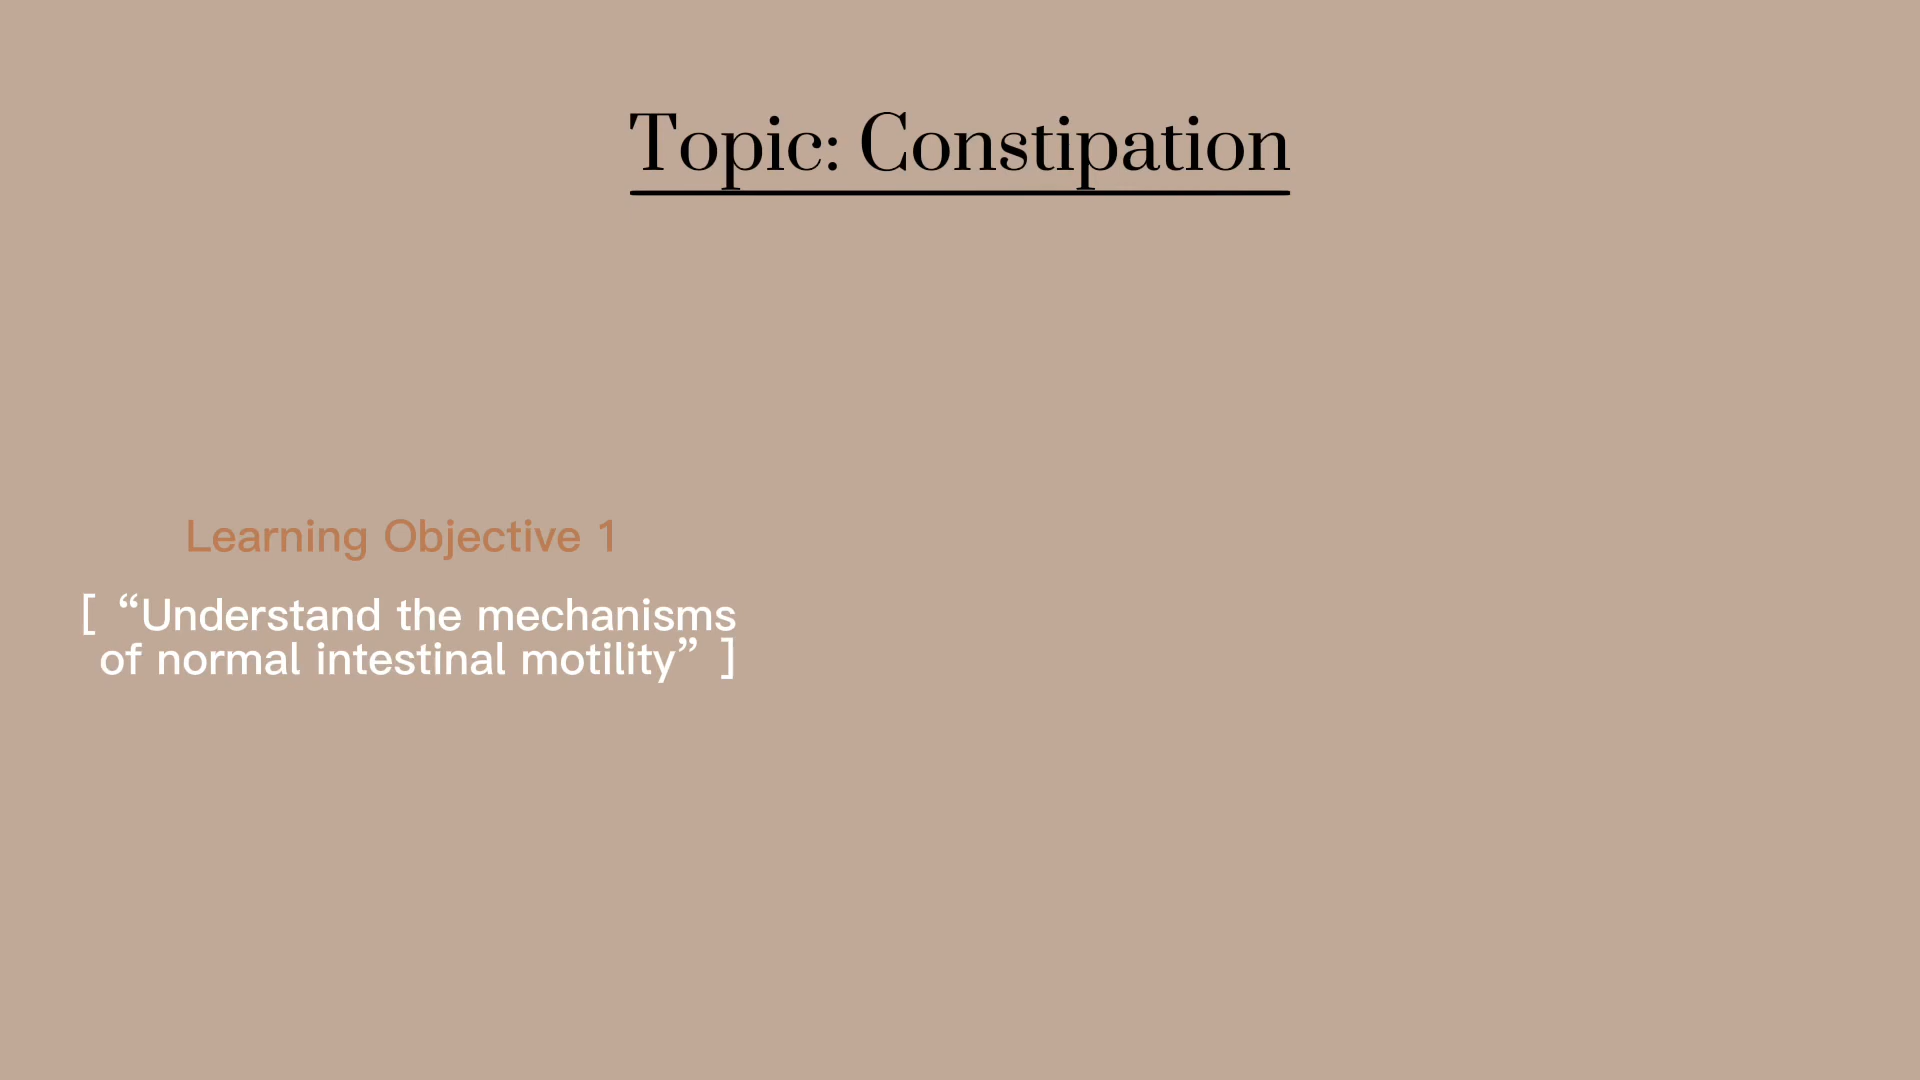 Topic: Constipation
Learning Objective 1
[ “Understand the mechanisms
of normal intestinal motility” ]